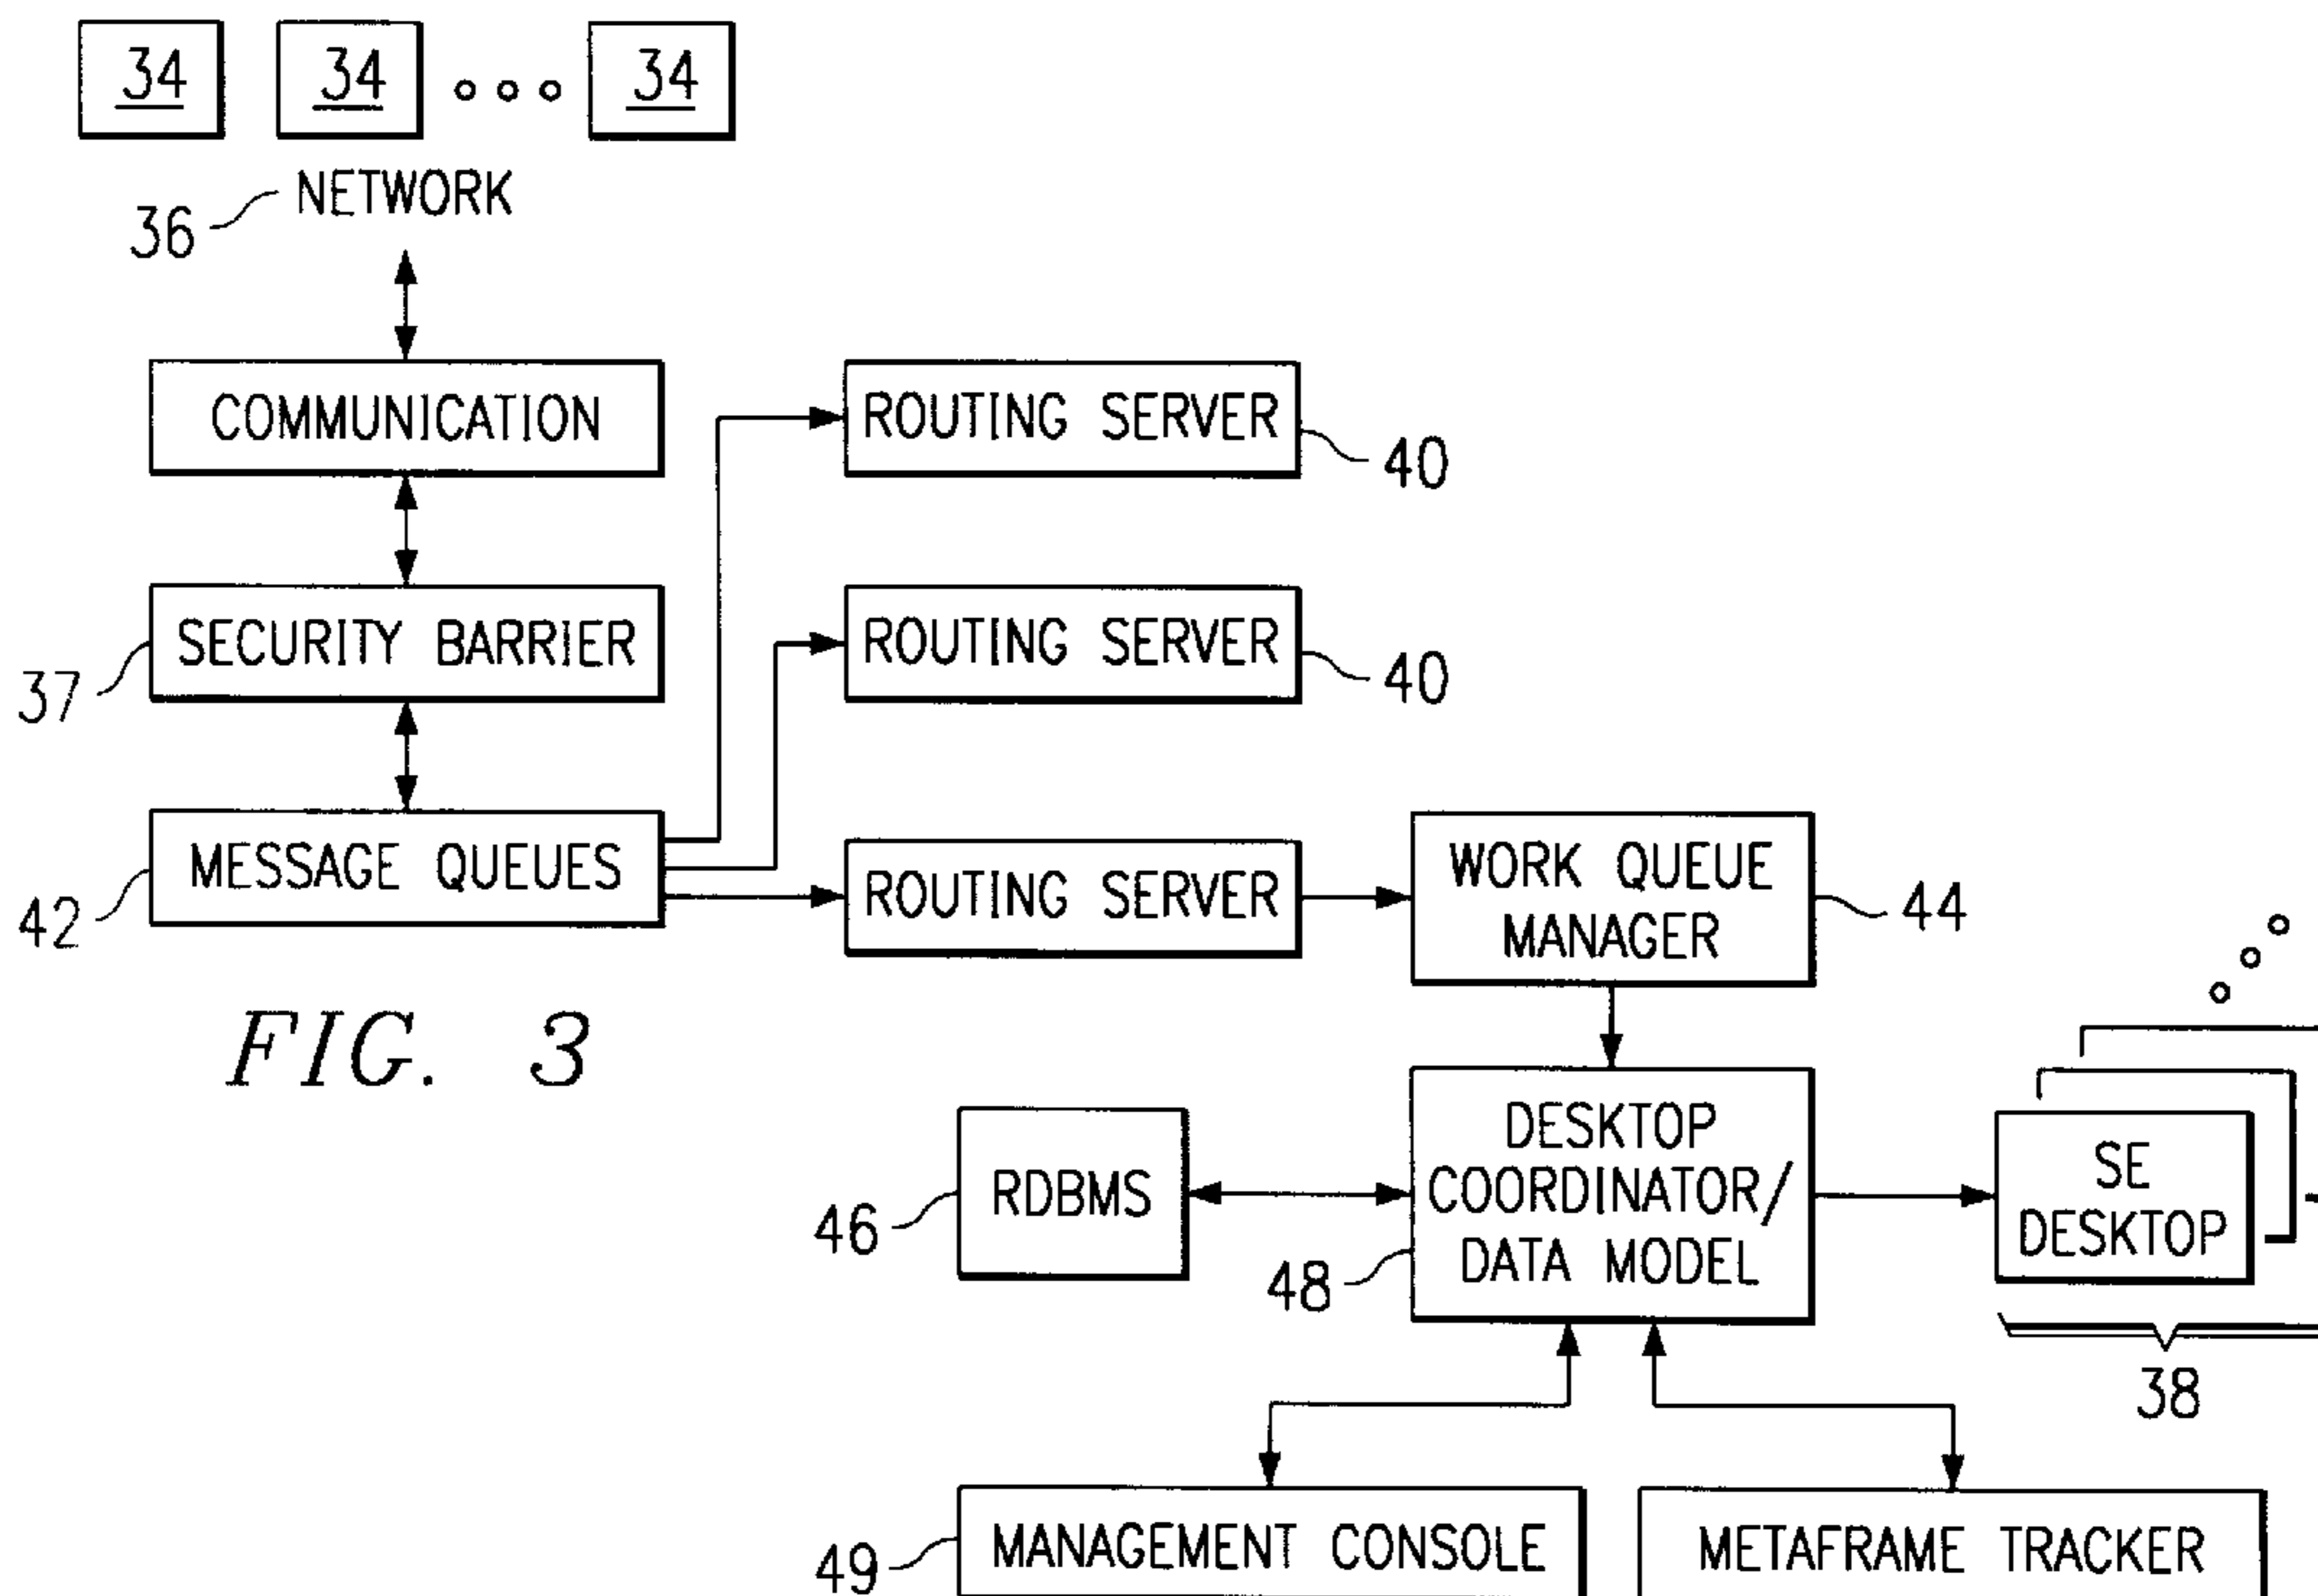 34 34 34
NETWORK
36
COMMUNICATION
ROUTING SERVER
40
SECURITY BARRIER
37
ROUTING SERVER
40
MESSAGE QUEUES
42
ROUTING SERVER
WORK QUEUE
MANAGER
44
FIG. 3
RDBMS
46
DESKTOP
COORDINATOR/
DATA MODEL
48
SE
DESKTOP
38
MANAGEMENT CONSOLE
49
METAFRAME TRACKER